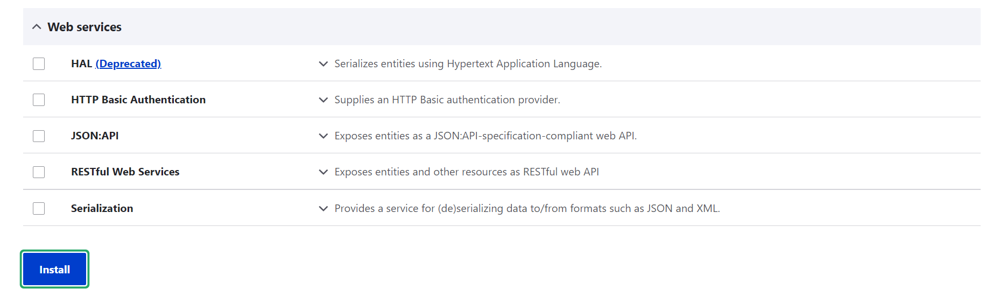 Web services
HAL (Deprecated) Serializes entities using Hypertext Application Language.
HTTP Basic Authentication Supplies an HTTP Basic authentication provider.
JSON:API Exposes entities as a JSON:API-specification-compliant web API.
RESTful Web Services Exposes entities and other resources as RESTful web API
Serialization Provides a service for (de)serializing data to/from formats such as JSON and XML.
Install